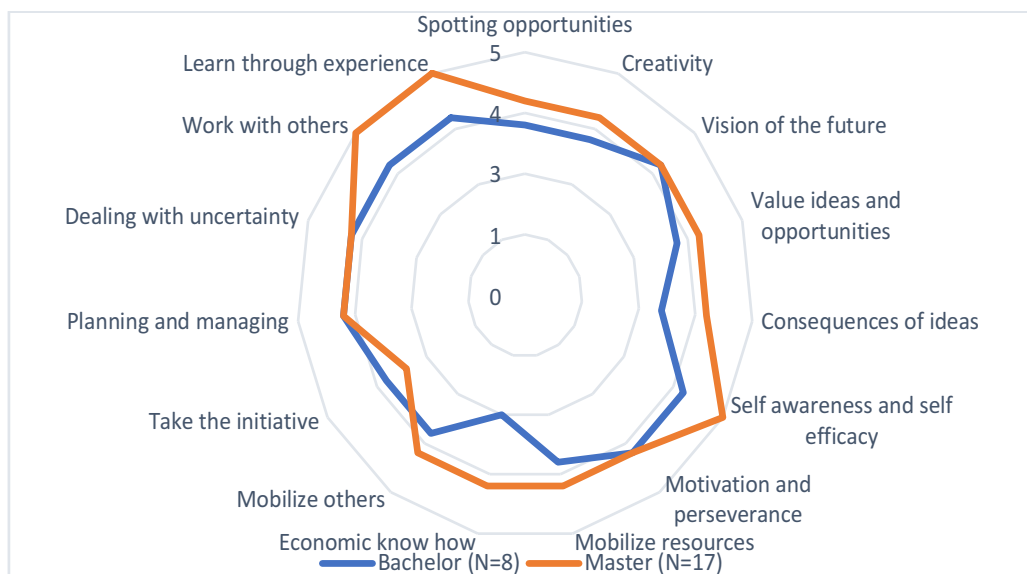 Spotting opportunities
Creativity
Vision of the future
Value ideas and
opportunities
Consequences of ideas
Self awareness and self
efficacy
Motivation and
perseverance
Mobilize resources
Economic know how
Mobilize others
Take the initiative
Planning and managing
Dealing with uncertainty
Work with others
Learn through experience
5
4
3
1
0
Bachelor (N=8)
Master (N=17)